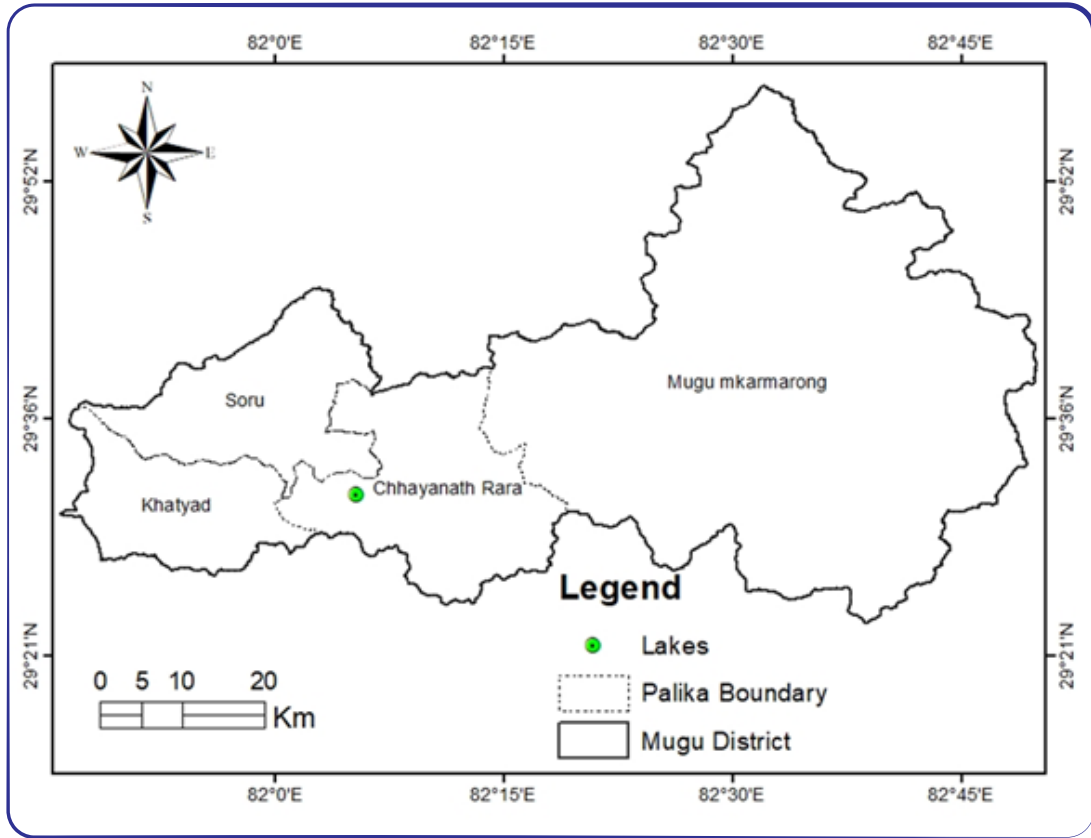 82°0'E 82°15'E 82°30'E 82°45'E
N
W E
S
29°52'N 29°52'N
Mugu mkarmarong
Soru
29°36'N 29°36'N
Chhayanath Rara
Khatyad
Legend
Lakes
29°21'N 29°21'N
0 5 10 20
Km
Palika Boundary
Mugu District
82°0'E 82°15'E 82°30'E 82°45'E